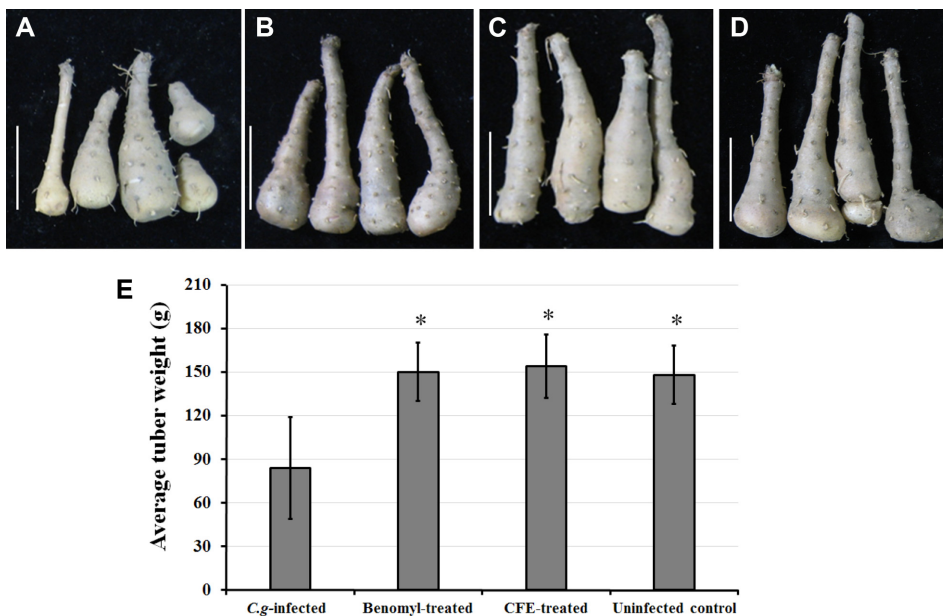 A
B
C
D
E
Average tuber weight (g)
210
180
150
120
90
60
30
0
* * *
C.g-infected Benomyl-treated CFE-treated Uninfected control